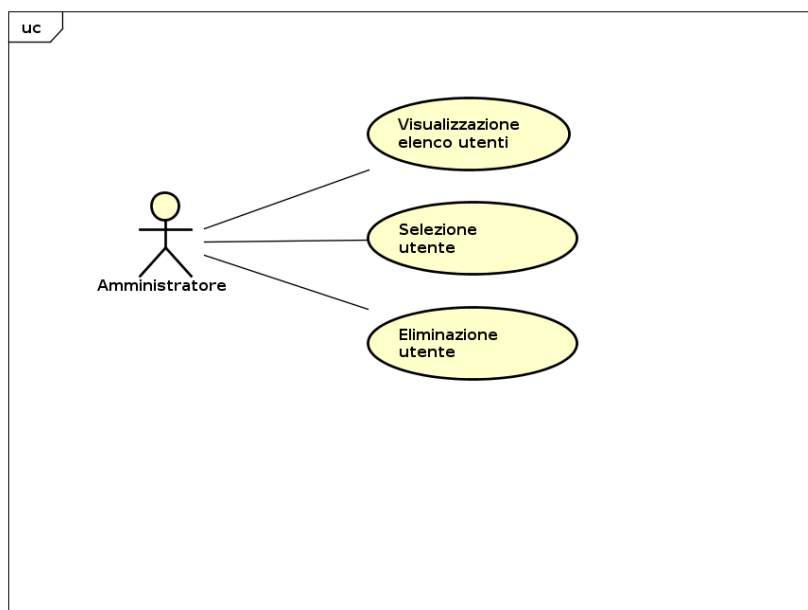 uc
Visualizzazione
elenco utenti
Selezione
utente
Amministratore
Eliminazione
utente